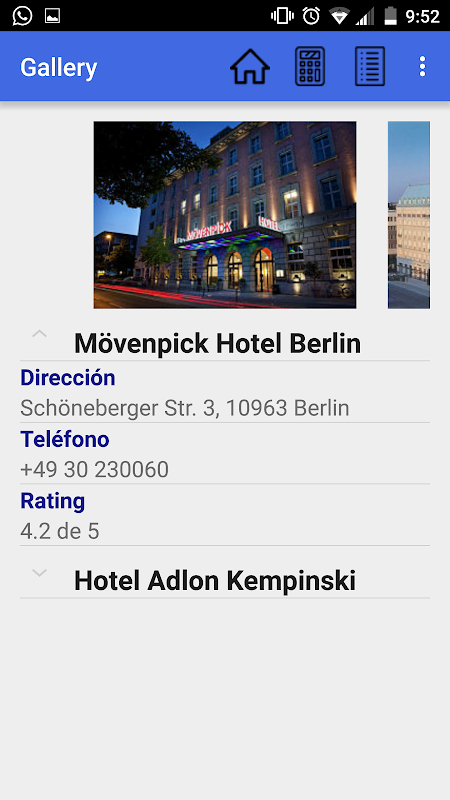 9:52
Gallery
MÖVENPICK HOTEL
Mövenpick Hotel Berlin
Dirección
Schöneberger Str. 3, 10963 Berlin
Teléfono
+49 30 230060
Rating
4.2 de 5
Hotel Adlon Kempinski